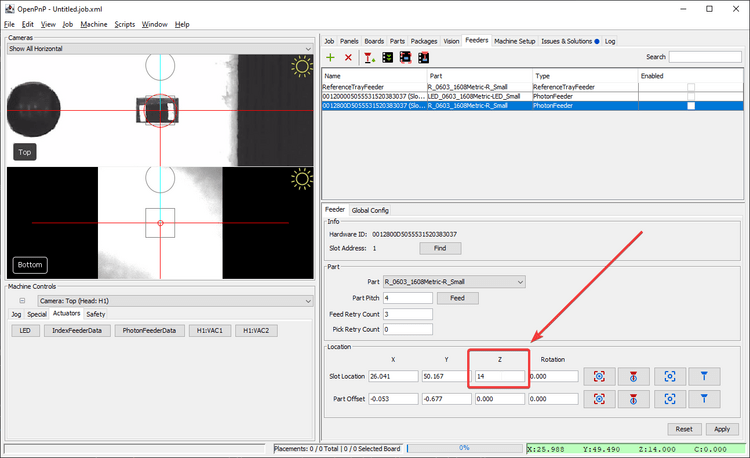 OpenPnP - Untitled.job.xml
File Edit View Job Machine Scripts Window Help
Cameras
Show All Horizontal
Top
Bottom
Machine Controls
Camera: Top (Head: H1)
Jog Special Actuators Safety
LED IndexFeederData PhotonFeederData H1:VAC1 H1:VAC2
Job Panels Boards Parts Packages Vision Feeders Machine Setup Issues & Solutions Log
Search
Name Part Type Enabled
ReferenceTrayFeeder R_0603_1608Metric-R_Small ReferenceTrayFeeder
001200005055531520383037 (Slo... LED_0603_1608Metric-LED_Small PhotonFeeder
0012800D5055531520383037 (Slo... R_0603_1608Metric-R_Small PhotonFeeder
Feeder Global Config
Info
Hardware ID: 0012800D5055531520383037
Slot Address: 1 Find
Part
Part R_0603_1608Metric-R_Small
Part Pitch 4 Feed
Feed Retry Count 3
Pick Retry Count 0
Location
X Y Z Rotation
Slot Location 26.041 50.167 14 0.000
Part Offset -0.053 -0.677 0.000 0.000
Reset Apply
Placements: 0 / 0 Total | 0 / 0 Selected Board 0% X:25.988 Y:49.490 Z:14.000 C:0.000